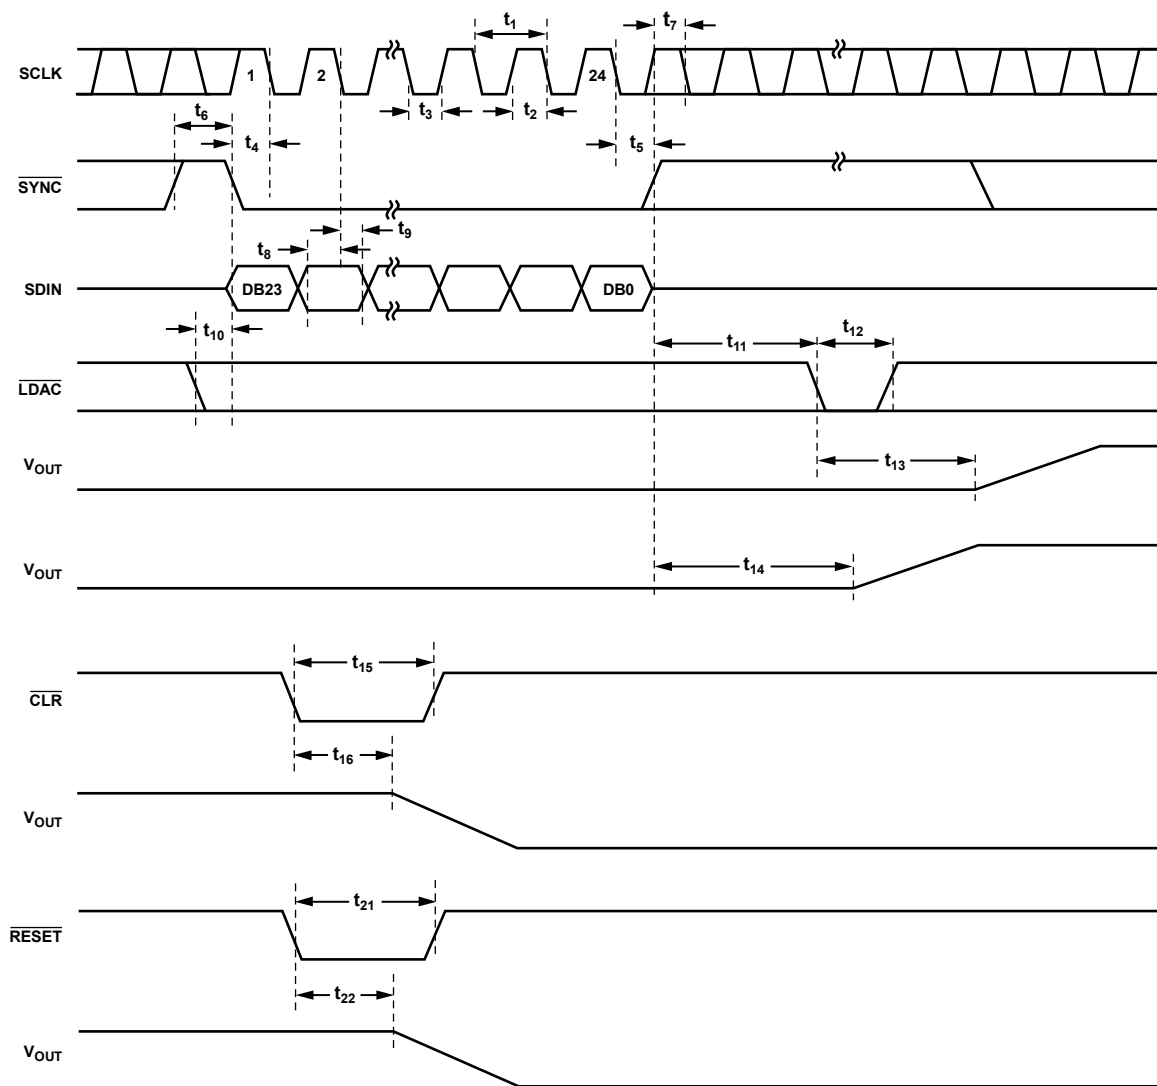 t1
t7
SCLK
1
2
24
t3
t2
t6
t4
t5
SYNC
t9
t8
SDIN
DB23
DB0
t10
t11
t12
LDAC
VOUT
t13
VOUT
t14
t15
CLR
t16
VOUT
t21
RESET
t22
VOUT